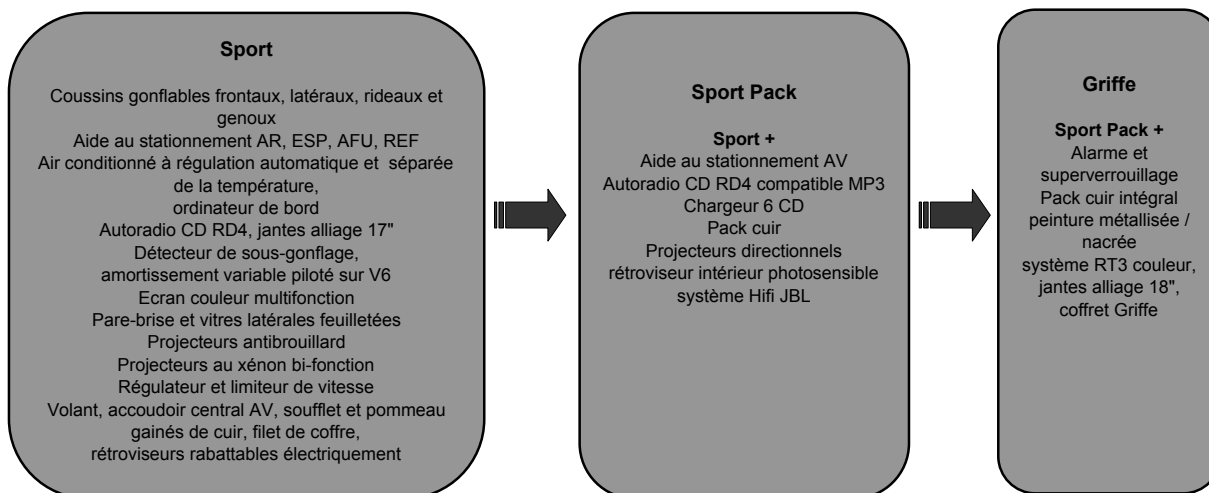 Sport
Coussins gonflables frontaux, latéraux, rideaux et
genoux
Aide au stationnement AR, ESP, AFU, REF
Air conditionné à régulation automatique et séparée
de la température,
ordinateur de bord
Autoradio CD RD4, jantes alliage 17"
Détecteur de sous-gonflage,
amortissement variable piloté sur V6
Ecran couleur multifonction
Pare-brise et vitres latérales feuilletées
Projecteurs antibrouillard
Projecteurs au xénon bi-fonction
Régulateur et limiteur de vitesse
Volant, accoudoir central AV, soufflet et pommeau
gainés de cuir, filet de coffre,
rétroviseurs rabattables électriquement
Sport Pack
Sport +
Aide au stationnement AV
Autoradio CD RD4 compatible MP3
Chargeur 6 CD
Pack cuir
Projecteurs directionnels
rétroviseur intérieur photosensible
système Hifi JBL
Griffe
Sport Pack +
Alarme et
superverrouillage
Pack cuir intégral
peinture métallisée /
nacrée
système RT3 couleur,
jantes alliage 18",
coffret Griffe